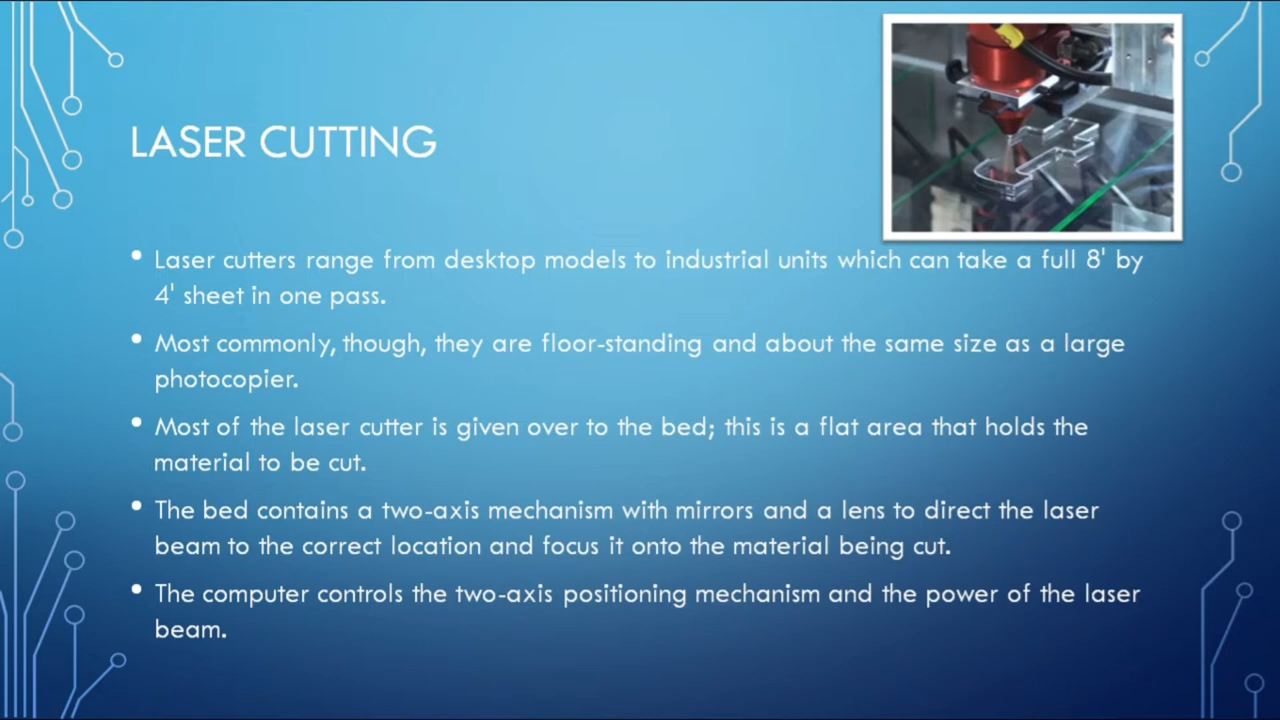 LASER CUTTING
• Laser cutters range from desktop models to industrial units which can take a full 8' by
4' sheet in one pass.
• Most commonly, though, they are floor-standing and about the same size as a large
photocopier.
• Most of the laser cutter is given over to the bed; this is a flat area that holds the
material to be cut.
• The bed contains a two-axis mechanism with mirrors and a lens to direct the laser
beam to the correct location and focus it onto the material being cut.
• The computer controls the two-axis positioning mechanism and the power of the laser
beam.